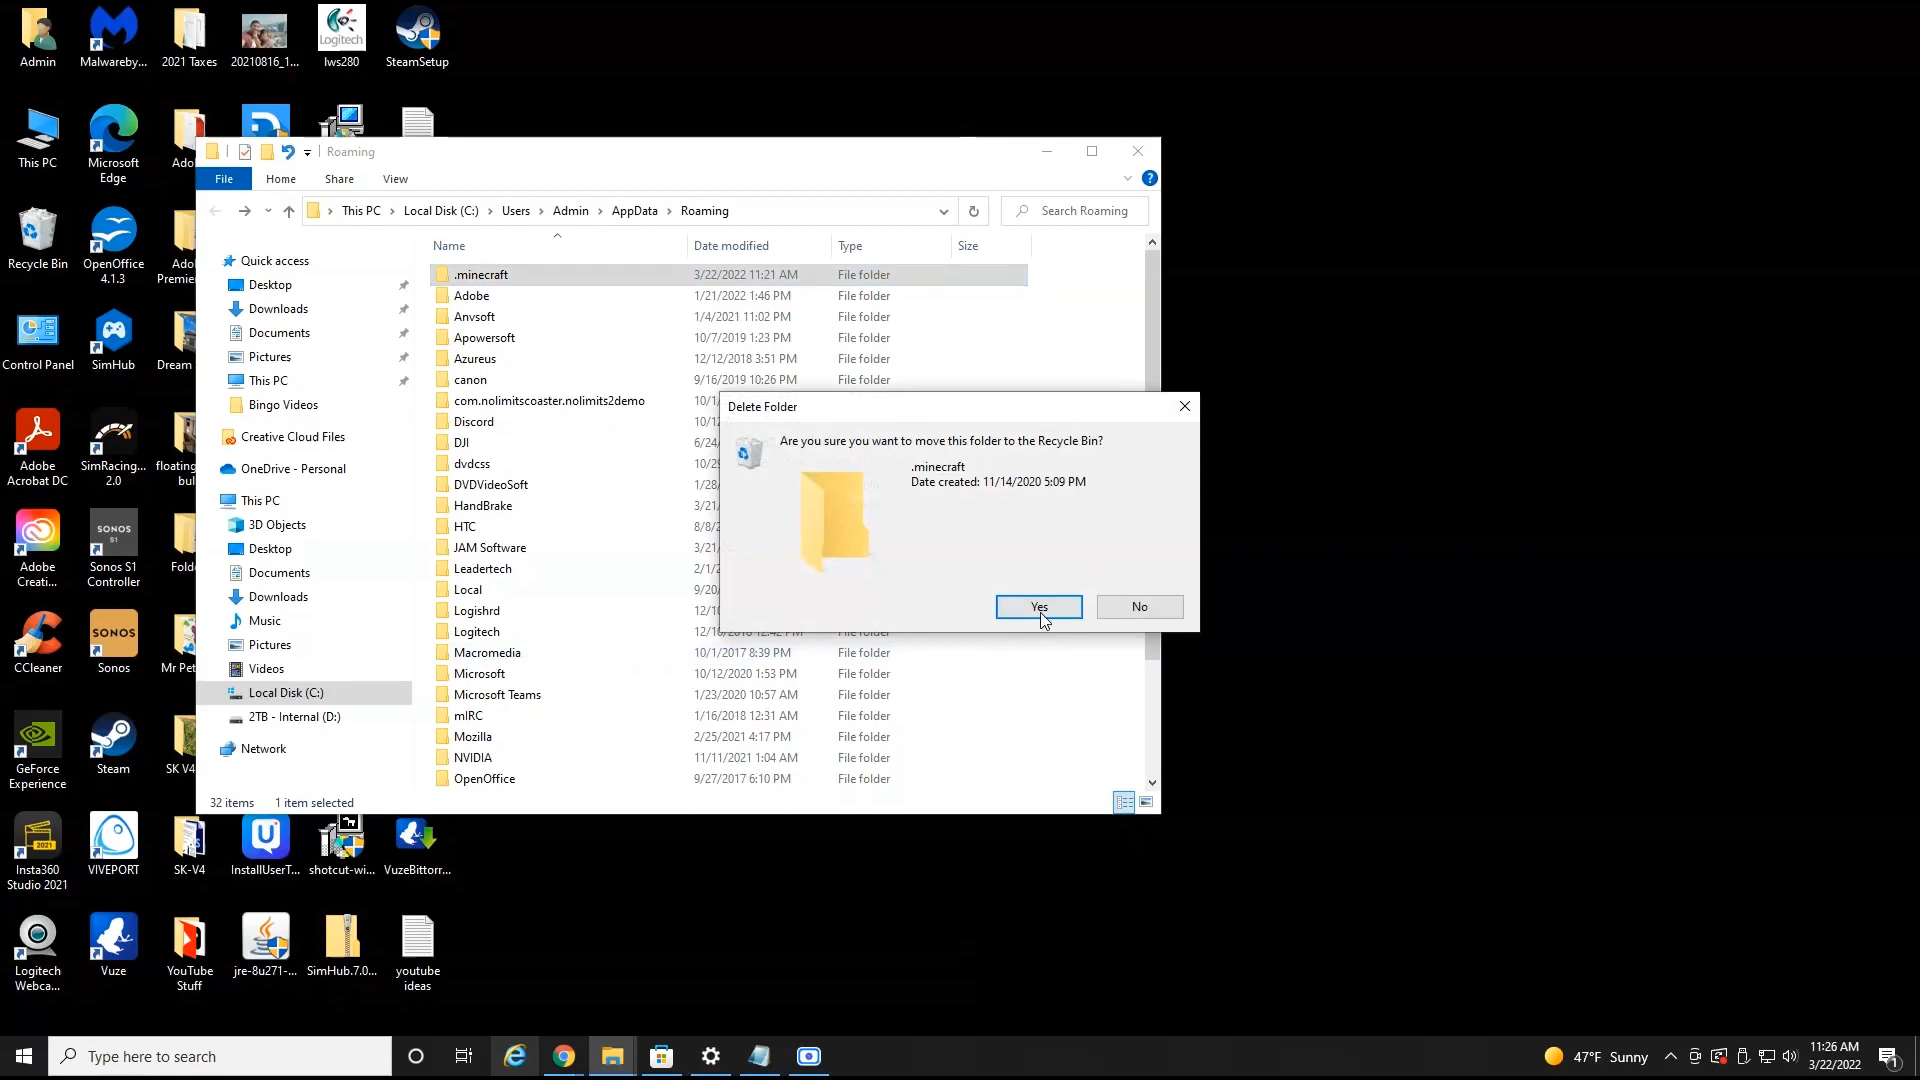 Admin
Malwareby...
2021 Taxes
20210816_1...
Logitech
lws280
SteamSetup
This PC
Microsoft
Edge
Recycle Bin
OpenOffice
4.1.3
Control Panel
SimHub
Dream
Adobe
Acrobat DC
SimRacing...
2.0
Adobe
Creati...
SONOS
S1
Sonos S1
Controller
CCleaner
SONOS
Sonos
GeForce
Experience
Steam
SK V4
2021
Insta360
Studio 2021
VIVEPORT
SK-V4
InstallUserT...
shotcut-wi...
VuzeBittorr...
Logitech
Webca...
Vuze
YouTube
Stuff
jre-8u271-...
SimHub.7.0...
youtube
ideas
Roaming
File
Home
Share
View
This PC
Local Disk (C:)
Users
Admin
AppData
Roaming
Search Roaming
Name
Date modified
Type
Size
Quick access
Desktop
Downloads
Documents
Pictures
This PC
Bingo Videos
Creative Cloud Files
OneDrive - Personal
This PC
3D Objects
Desktop
Documents
Downloads
Music
Pictures
Videos
Local Disk (C:)
2TB - Internal (D:)
Network
.minecraft 3/22/2022 11:21 AM File folder
Adobe 1/21/2022 1:46 PM File folder
Anvsoft 1/4/2021 11:02 PM File folder
Apowersoft 10/7/2019 1:23 PM File folder
Azureus 12/12/2018 3:51 PM File folder
canon 9/16/2019 10:26 PM File folder
com.nolimitscoaster.nolimits2demo
Discord
DJI
dvdcss
DVDVideoSoft
HandBrake
HTC
JAM Software
Leadertech
Local
Logishrd
Logitech
Macromedia 10/1/2017 8:39 PM File folder
Microsoft 10/12/2020 1:53 PM File folder
Microsoft Teams 1/23/2020 10:57 AM File folder
mIRC 1/16/2018 12:31 AM File folder
Mozilla 2/25/2021 4:17 PM File folder
NVIDIA 11/11/2021 1:04 AM File folder
OpenOffice 9/27/2017 6:10 PM File folder
32 items
1 item selected
Delete Folder
Are you sure you want to move this folder to the Recycle Bin?
.minecraft
Date created: 11/14/2020 5:09 PM
Yes
No
Type here to search
47°F Sunny
11:26 AM
3/22/2022
1